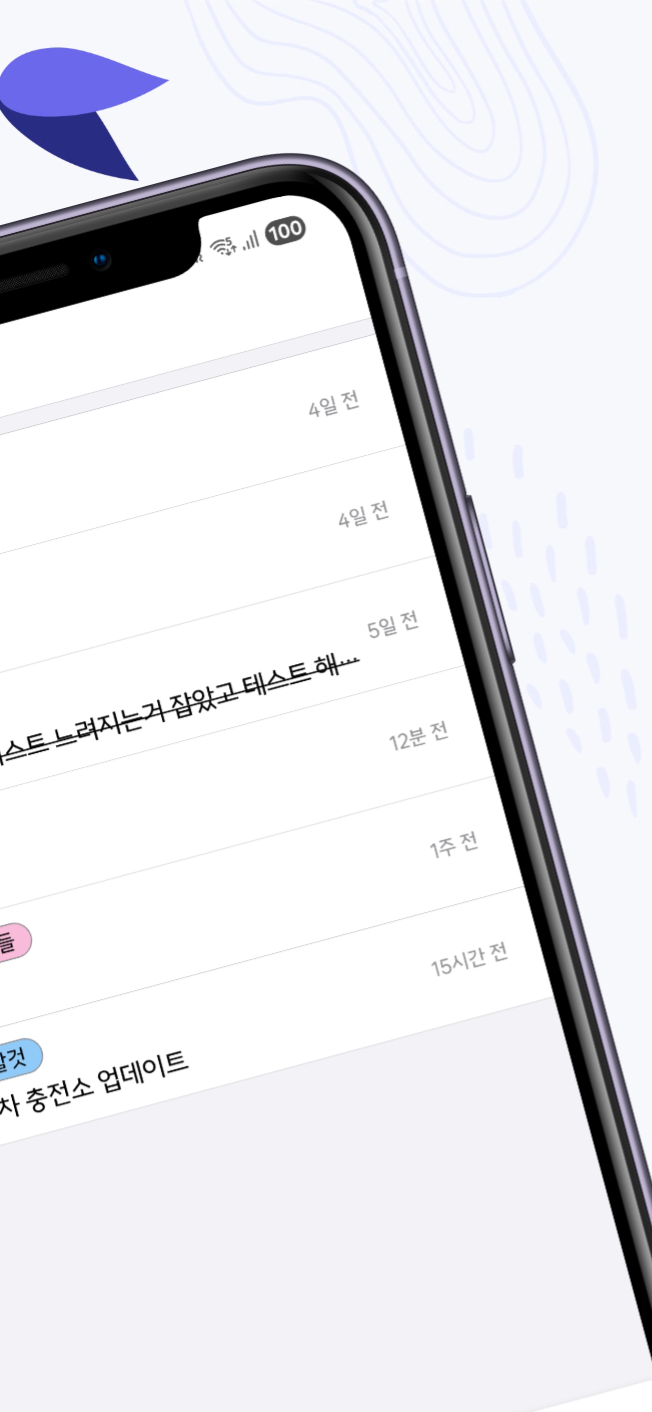 100
4일 전
4일 전
5일 전
스트 느려지는거 잡았고 테스트 해...
12분 전
1주 전
들
15시간 전
할것
차 충전소 업데이트